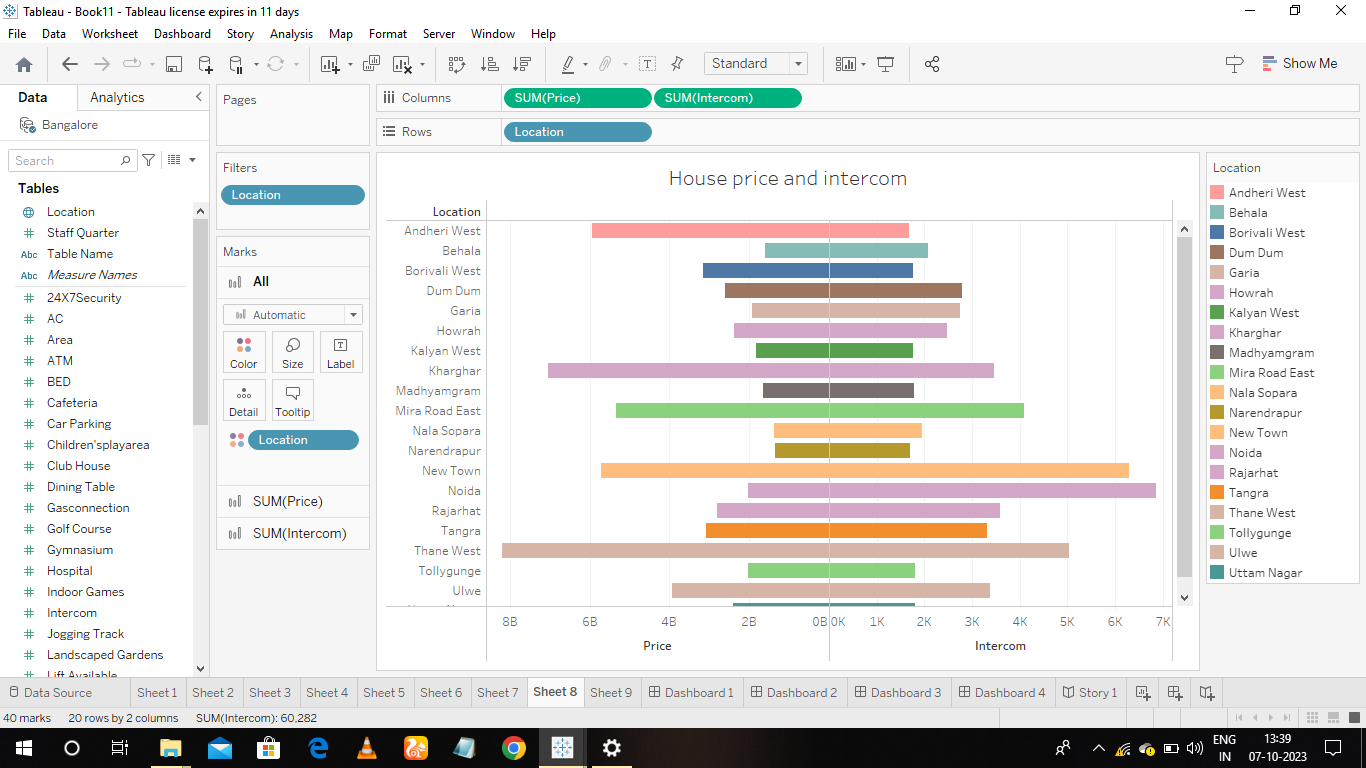 Tableau - Book11 - Tableau license expires in 11 days
File Data Worksheet Dashboard Story Analysis Map Format Server Window Help
Standard
Show Me
Data Analytics
Bangalore
Search
Tables
Location
Staff Quarter
Abc Table Name
Abc Measure Names
24X7Security
AC
Area
ATM
BED
Cafeteria
Car Parking
Children'splayarea
Club House
Dining Table
Gasconnection
Golf Course
Gymnasium
Hospital
Indoor Games
Intercom
Jogging Track
Landscaped Gardens
Lift Available
Pages
Filters
Location
Marks
All
Automatic
Color Size Label
Detail Tooltip
Location
SUM(Price)
SUM(Intercom)
Columns SUM(Price) SUM(Intercom)
Rows Location
House price and intercom
Location
Andheri West
Behala
Borivali West
Dum Dum
Garia
Howrah
Kalyan West
Kharghar
Madhyamgram
Mira Road East
Nala Sopara
Narendrapur
New Town
Noida
Rajarhat
Tangra
Thane West
Tollygunge
Ulwe
8B 6B 4B 2B 0B 0K 1K 2K 3K 4K 5K 6K 7K
Price Intercom
Location
Andheri West
Behala
Borivali West
Dum Dum
Garia
Howrah
Kalyan West
Kharghar
Madhyamgram
Mira Road East
Nala Sopara
Narendrapur
New Town
Noida
Rajarhat
Tangra
Thane West
Tollygunge
Ulwe
Uttam Nagar
Data Source Sheet 1 Sheet 2 Sheet 3 Sheet 4 Sheet 5 Sheet 6 Sheet 7 Sheet 8 Sheet 9 Dashboard 1 Dashboard 2 Dashboard 3 Dashboard 4 Story 1
40 marks 20 rows by 2 columns SUM(Intercom): 60,282
ENG 13:39
IN 07-10-2023